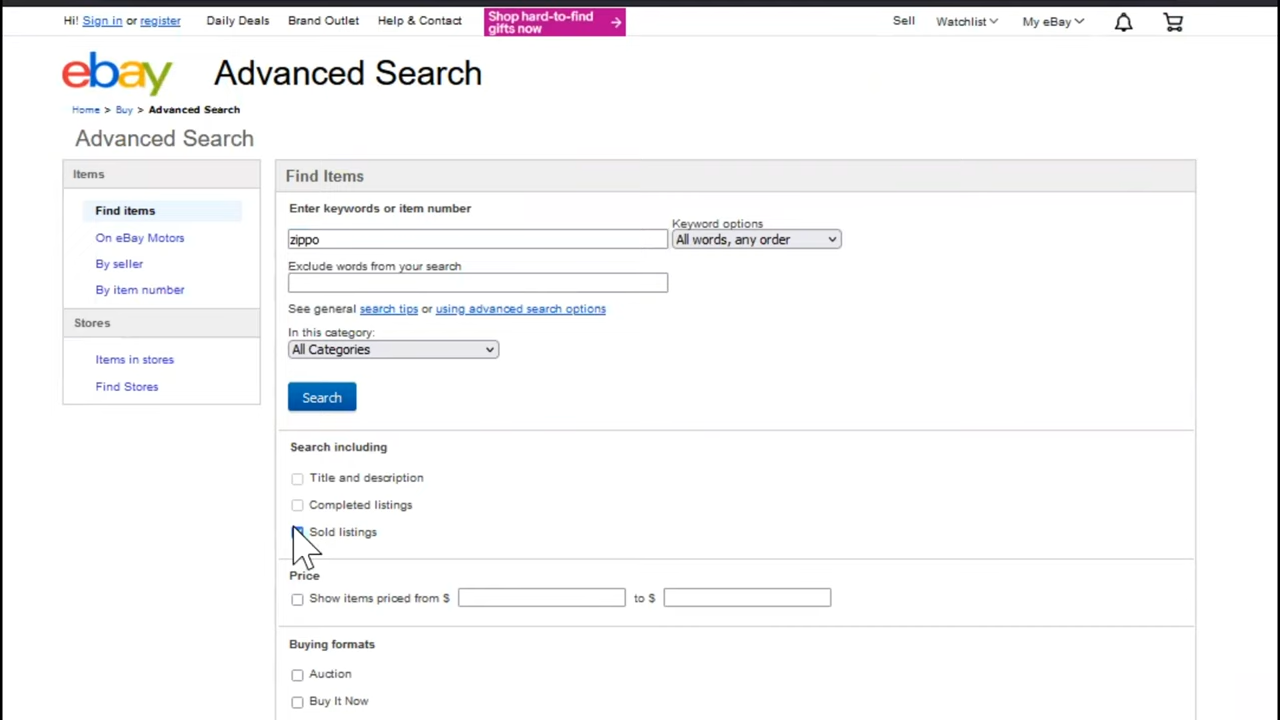 Hi! Sign in or register Daily Deals Brand Outlet Help & Contact Shop hard-to-find gifts now → Sell Watchlist My eBay
ebay Advanced Search
Home > Buy > Advanced Search
Advanced Search
Items
Find items
On eBay Motors
By seller
By item number
Stores
Items in stores
Find Stores
Find Items
Enter keywords or item number
Keyword options
zippo All words, any order
Exclude words from your search
See general search tips or using advanced search options
In this category:
All Categories
Search
Search including
Title and description
Completed listings
Sold listings
Price
Show items priced from $ to $
Buying formats
Auction
Buy It Now